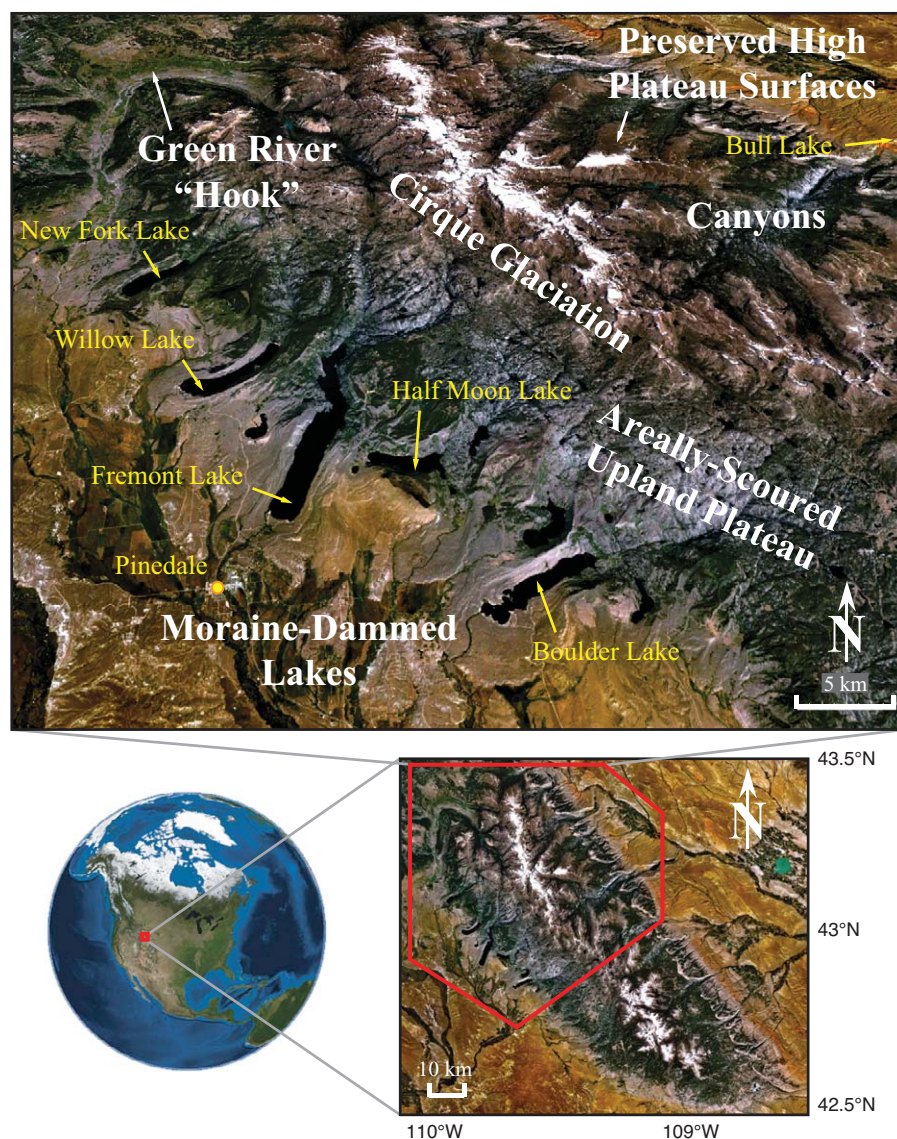 Preserved High
Plateau Surfaces
Bull Lake
Green River
“Hook”
Canyons
Cirque Glaciation
New Fork Lake
Willow Lake
Half Moon Lake
Areally-Scoured
Upland Plateau
Fremont Lake
Pinedale
Moraine-Dammed
Lakes
Boulder Lake
N
5 km
43.5°N
N
43°N
10 km
42.5°N
110°W
109°W